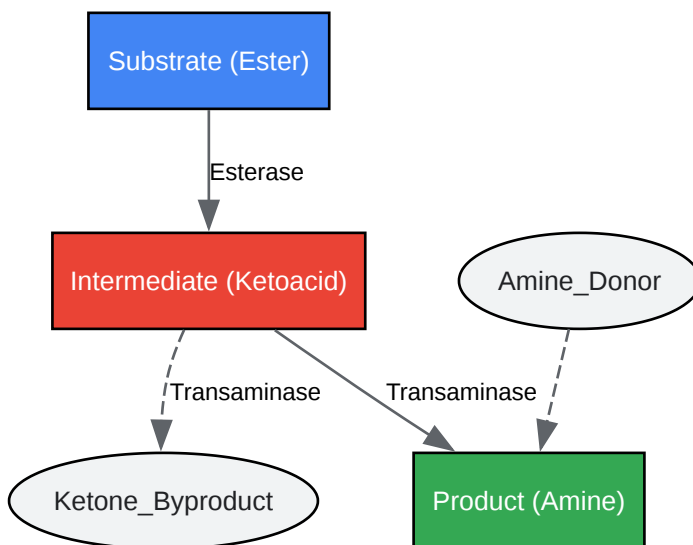 Substrate (Ester)
Esterase
Intermediate (Ketoacid)
Amine_Donor
Transaminase
Transaminase
Ketone_Byproduct
Product (Amine)